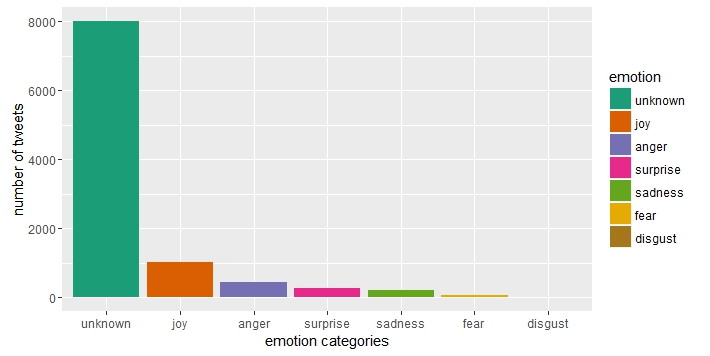 number of tweets
8000
6000
4000
2000
0
unknown joy anger surprise sadness fear disgust
emotion categories
emotion
unknown
joy
anger
surprise
sadness
fear
disgust